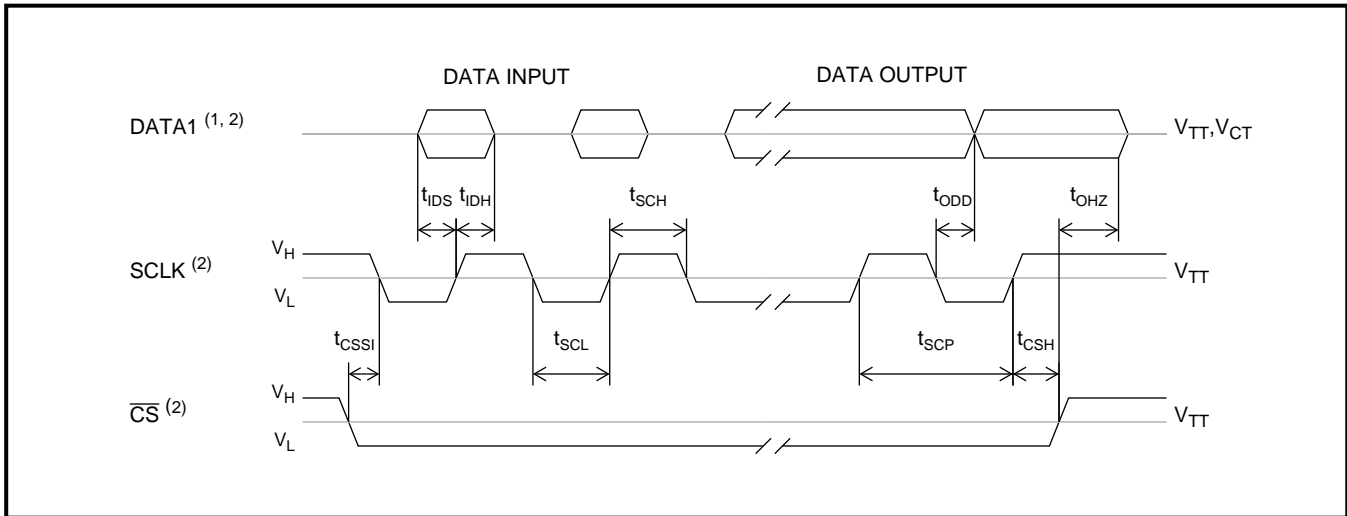 DATA INPUT DATA OUTPUT
DATA1 (1, 2) VTT,VCT
tIDS tIDH tSCH tODD tOHZ
VH
SCLK (2) VTT
VL
tCSSI tSCL tSCP tCSH
VH
CS (2) VTT
VL